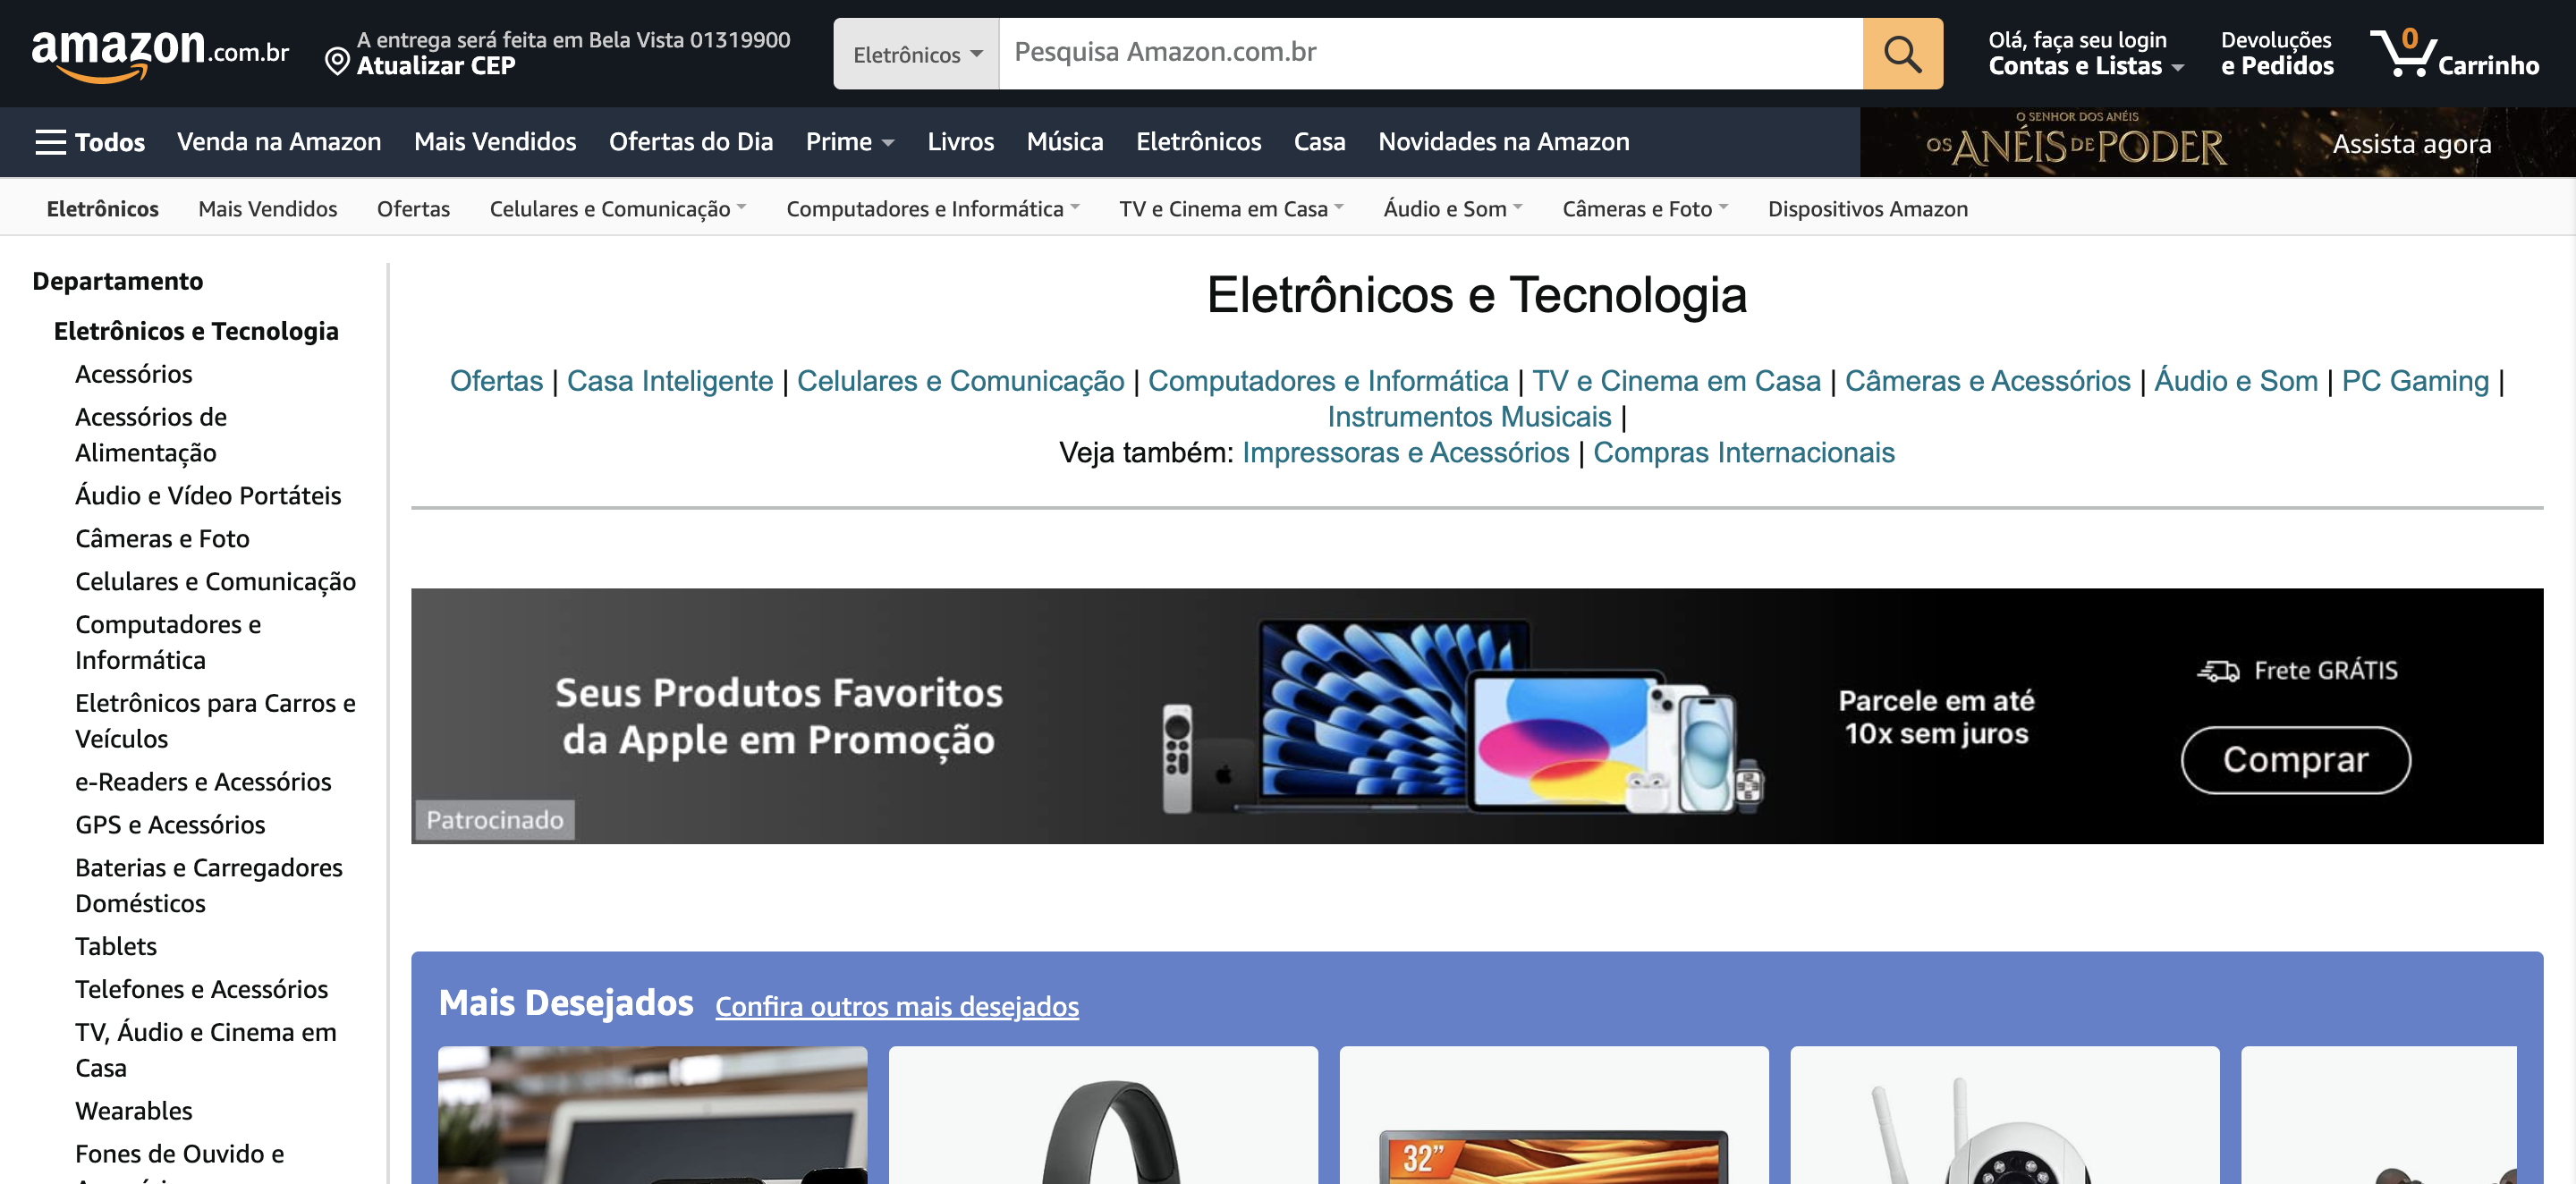 amazon.com.br
A entrega será feita em Bela Vista 01319900
Atualizar CEP
Eletrônicos
Pesquisa Amazon.com.br
Olá, faça seu login
Contas e Listas
Devoluções
e Pedidos
0
Carrinho
Todos
Venda na Amazon
Mais Vendidos
Ofertas do Dia
Prime
Livros
Música
Eletrônicos
Casa
Novidades na Amazon
O SENHOR DOS ANÉIS
OS ANÉIS DE PODER
Assista agora
Eletrônicos
Mais Vendidos
Ofertas
Celulares e Comunicação
Computadores e Informática
TV e Cinema em Casa
Áudio e Som
Câmeras e Foto
Dispositivos Amazon
Departamento
Eletrônicos e Tecnologia
Acessórios
Acessórios de
Alimentação
Áudio e Vídeo Portáteis
Câmeras e Foto
Celulares e Comunicação
Computadores e
Informática
Eletrônicos para Carros e
Veículos
e-Readers e Acessórios
GPS e Acessórios
Baterias e Carregadores
Domésticos
Tablets
Telefones e Acessórios
TV, Áudio e Cinema em
Casa
Wearables
Fones de Ouvido e
Eletrônicos e Tecnologia
Ofertas | Casa Inteligente | Celulares e Comunicação | Computadores e Informática | TV e Cinema em Casa | Câmeras e Acessórios | Áudio e Som | PC Gaming |
Instrumentos Musicais |
Veja também: Impressoras e Acessórios | Compras Internacionais
Seus Produtos Favoritos
da Apple em Promoção
Patrocinado
Parcele em até
10x sem juros
Frete GRÁTIS
Comprar
Mais Desejados
Confira outros mais desejados
32”